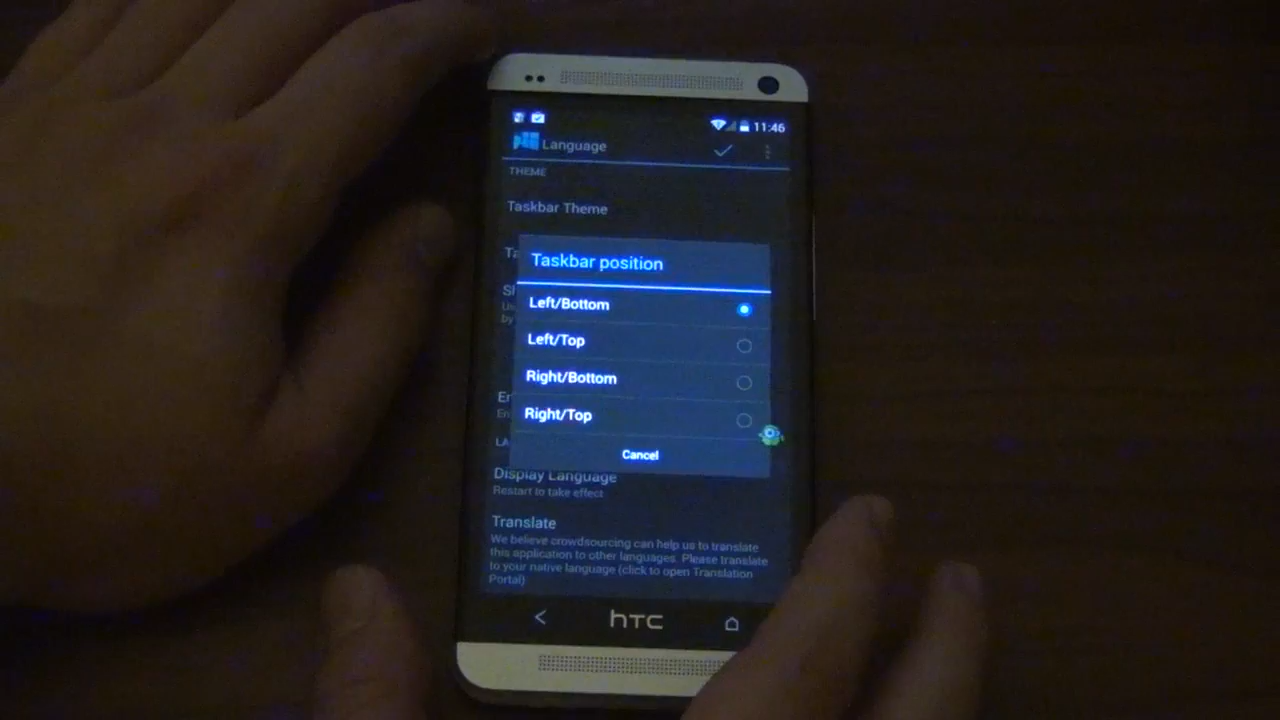 11:46
Language
THEME
Taskbar Theme
Taskbar position
Left/Bottom
Left/Top
Right/Bottom
Right/Top
Cancel
Display Language
Restart to take effect
Translate
We believe crowdsourcing can help us to translate
this application to other languages. Please translate
to your native language (click to open Translation
Portal)
hTC